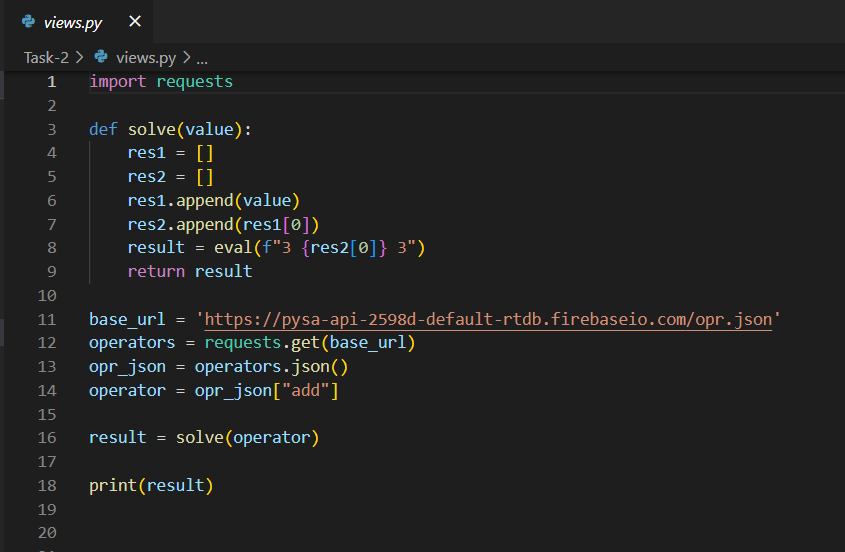 views.py ×
Task-2 > views.py > ...
1 import requests
2
3 def solve(value):
4     res1 = []
5     res2 = []
6     res1.append(value)
7     res2.append(res1[0])
8     result = eval(f"3 {res2[0]} 3")
9     return result
10
11 base_url = 'https://pysa-api-2598d-default-rtdb.firebaseio.com/opr.json'
12 operators = requests.get(base_url)
13 opr_json = operators.json()
14 operator = opr_json["add"]
15
16 result = solve(operator)
17
18 print(result)
19
20